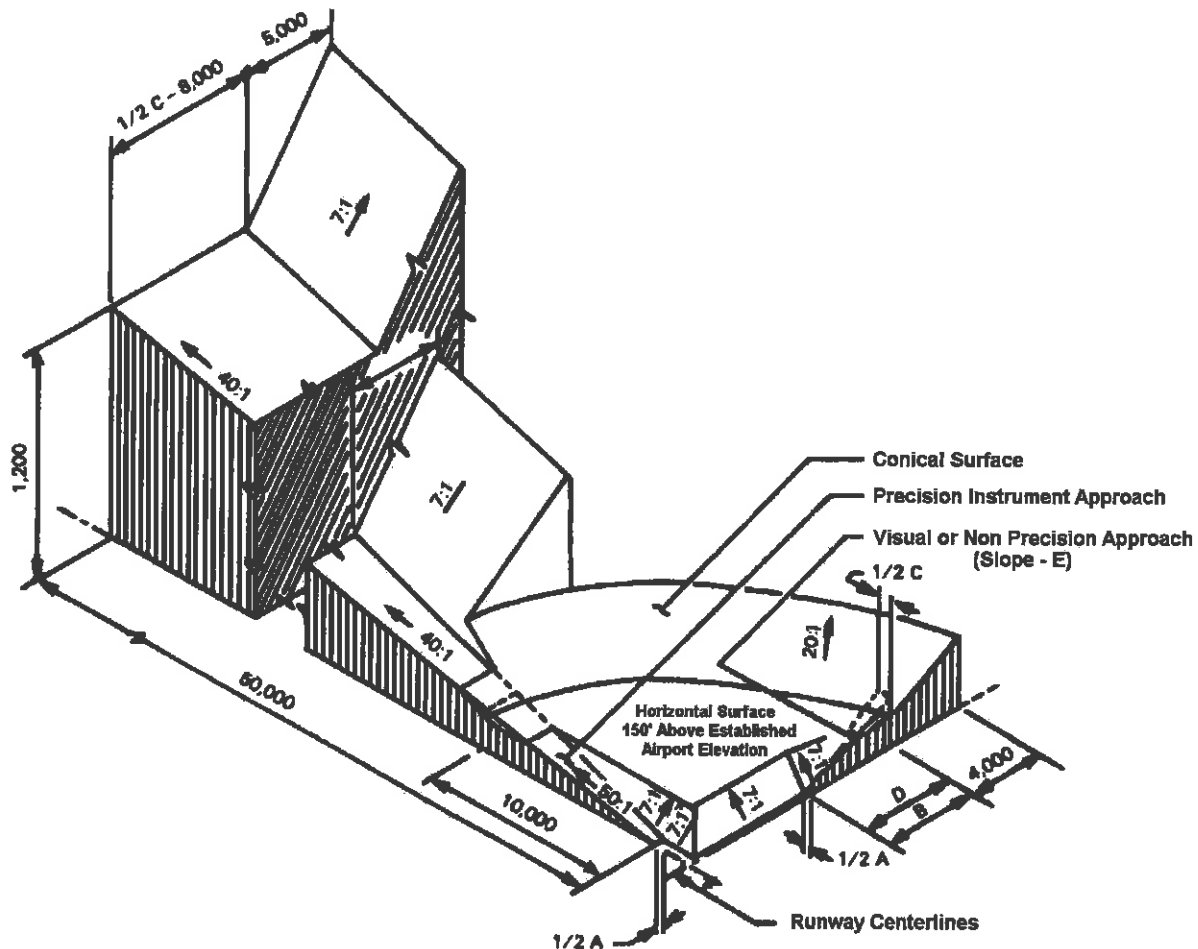 5,000
1/2 C - 8,000
7:1
40:1
1,200
7:1
Conical Surface
Precision Instrument Approach
Visual or Non Precision Approach
(Slope - E)
1/2 C
40:1
20:1
50,000
Horizontal Surface
150' Above Established
Airport Elevation
7:1
4,000
50:1
7:1
7:1
7:1
D
B
10,000
1/2 A
Runway Centerlines
1/2 A